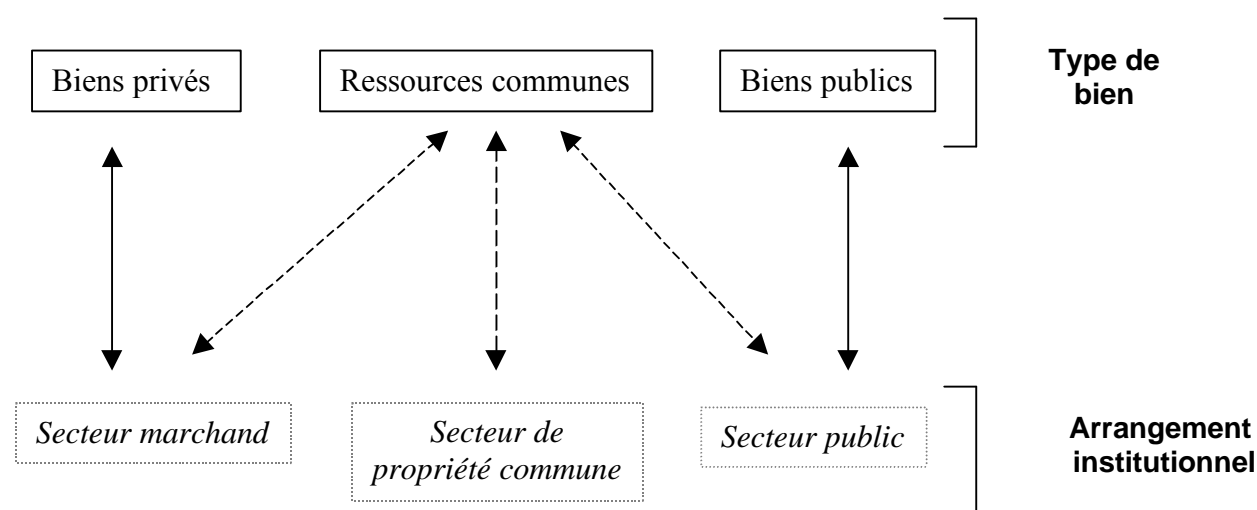 Biens privés
Ressources communes
Biens publics
Type de
bien
Secteur marchand
Secteur de
propriété commune
Secteur public
Arrangement
institutionnel